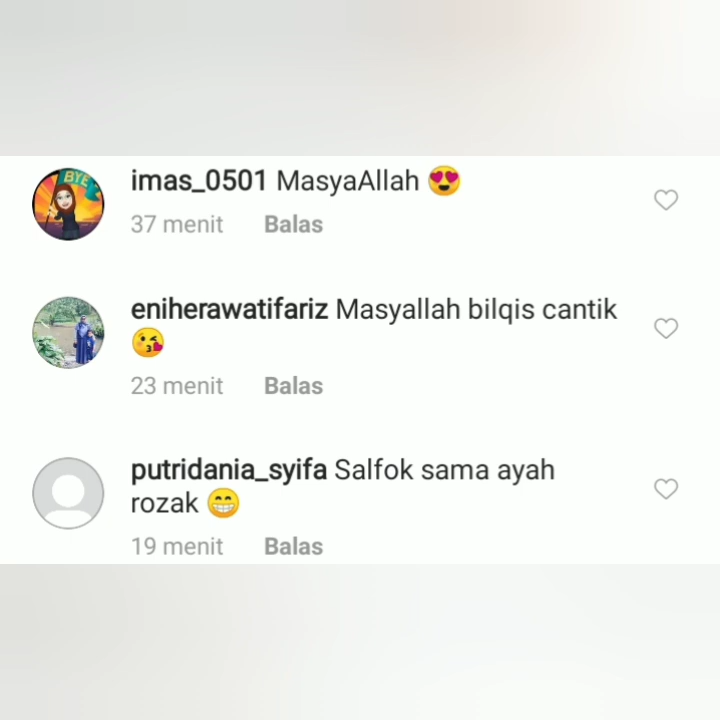 BYE
imas_0501 MasyaAllah 😍
37 menit Balas
eniherawatifariz Masyallah bilqis cantik
😘
23 menit Balas
putridania_syifa Salfok sama ayah
rozak 😁
19 menit Balas